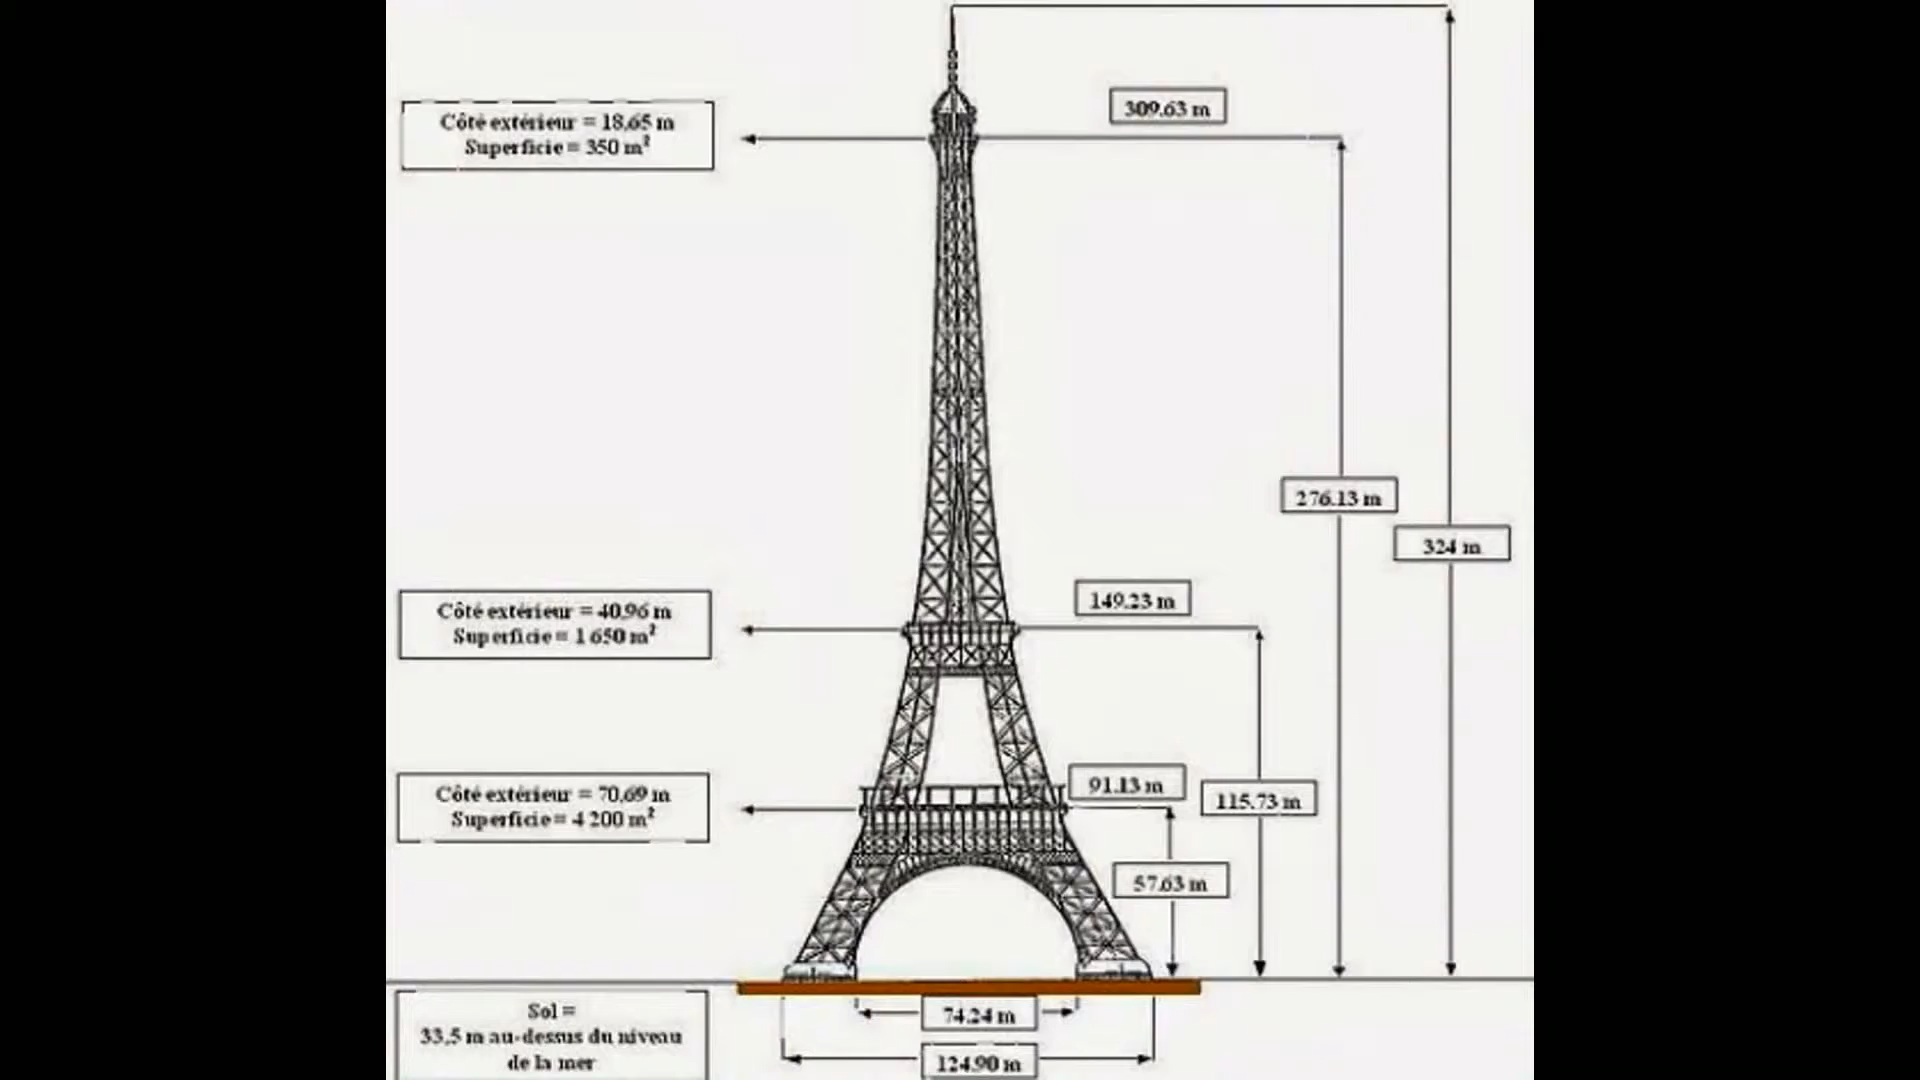 309.63 m
Côté extérieur = 18,65 m
Superficie = 350 m²
276.13 m
324 m
149.23 m
Côté extérieur = 40,96 m
Superficie = 1 650 m²
91.13 m
115.73 m
Côté extérieur = 70,69 m
Superficie = 4 200 m²
57.63 m
Sol =
33,5 m au-dessus du niveau
de la mer
74.24 m
124.90 m